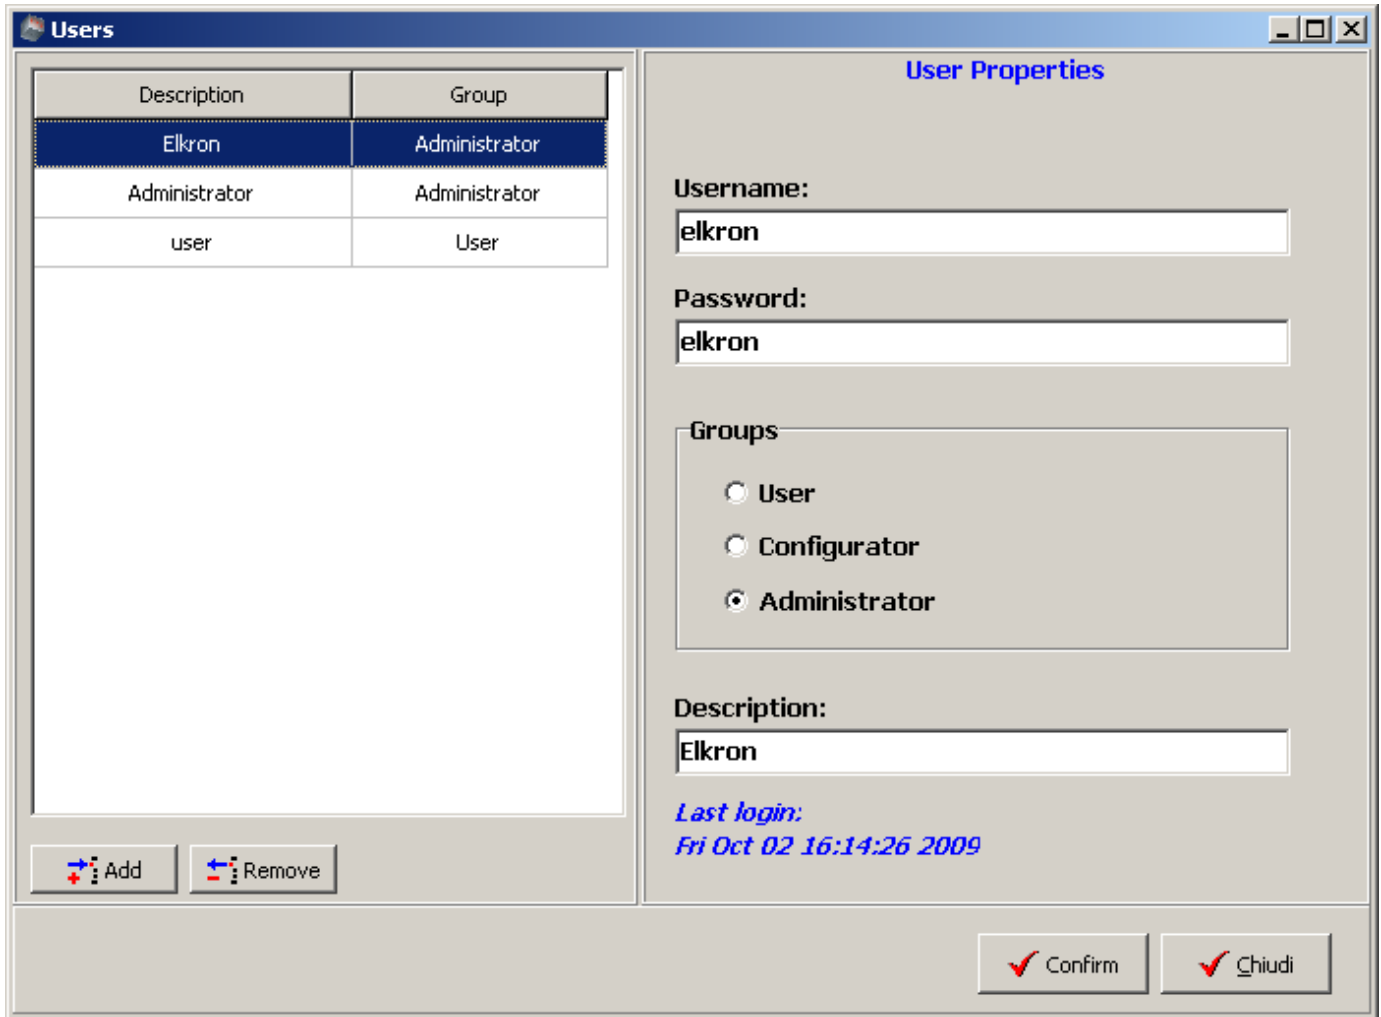 Users
Description Group
Elkron Administrator
Administrator Administrator
user User
Add Remove
User Properties
Username:
elkron
Password:
elkron
Groups
User
Configurator
Administrator
Description:
Elkron
Last login:
Fri Oct 02 16:14:26 2009
Confirm Chiudi